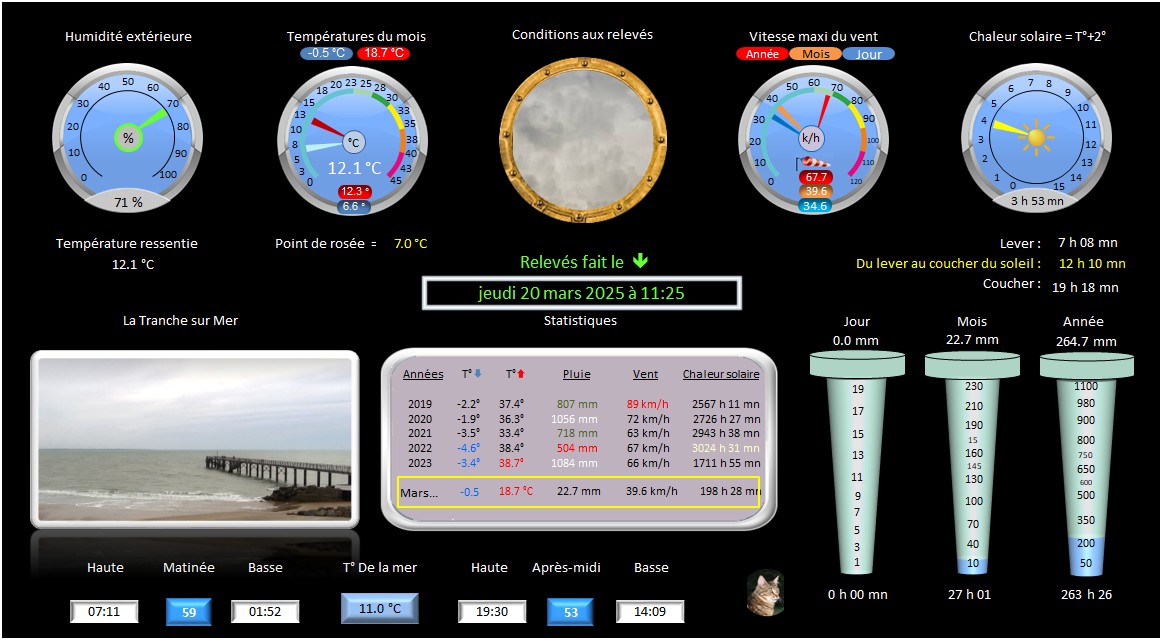 Humidité extérieure
Températures du mois
-0.5 °C 18.7 °C
Conditions aux relevés
Vitesse maxi du vent
Année Mois Jour
Chaleur solaire = T°+2°
0 10 20 30 40 50 60 70 80 90 100
%
71 %
0 3 5 8 10 13 15 18 20 23 25 28 30 33 35 38 40 43 45
°C
12.1 °C
12.3 °
6.6 °
0 10 20 30 40 50 60 70 80 90 100 110 120
k/h
67.7
39.6
34.6
0 1 2 3 4 5 6 7 8 9 10 11 12 13 14 15
3 h 53 mn
Température ressentie
12.1 °C
Point de rosée = 7.0 °C
Relevés fait le
jeudi 20 mars 2025 à 11:25
Lever : 7 h 08 mn
Du lever au coucher du soleil : 12 h 10 mn
Coucher : 19 h 18 mn
La Tranche sur Mer
Statistiques
Années T° T° Pluie Vent Chaleur solaire
2019 -2.2° 37.4° 807 mm 89 km/h 2567 h 11 mn
2020 -1.9° 36.3° 1056 mm 72 km/h 2726 h 27 mn
2021 -3.5° 33.4° 718 mm 63 km/h 2943 h 38 mn
2022 -4.6° 38.4° 504 mm 67 km/h 3024 h 31 mn
2023 -3.4° 38.7° 1084 mm 66 km/h 1711 h 55 mn
Mars... -0.5 18.7 °C 22.7 mm 39.6 km/h 198 h 28 mn
Jour
0.0 mm
19
17
15
13
11
9
7
5
3
1
0 h 00 mn
Mois
22.7 mm
230
210
190
15
160
145
130
100
70
40
10
27 h 01
Année
264.7 mm
1100
980
900
800
750
650
600
500
350
200
50
263 h 26
Haute Matinée Basse
07:11 59 01:52
T° De la mer
11.0 °C
Haute Après-midi Basse
19:30 53 14:09